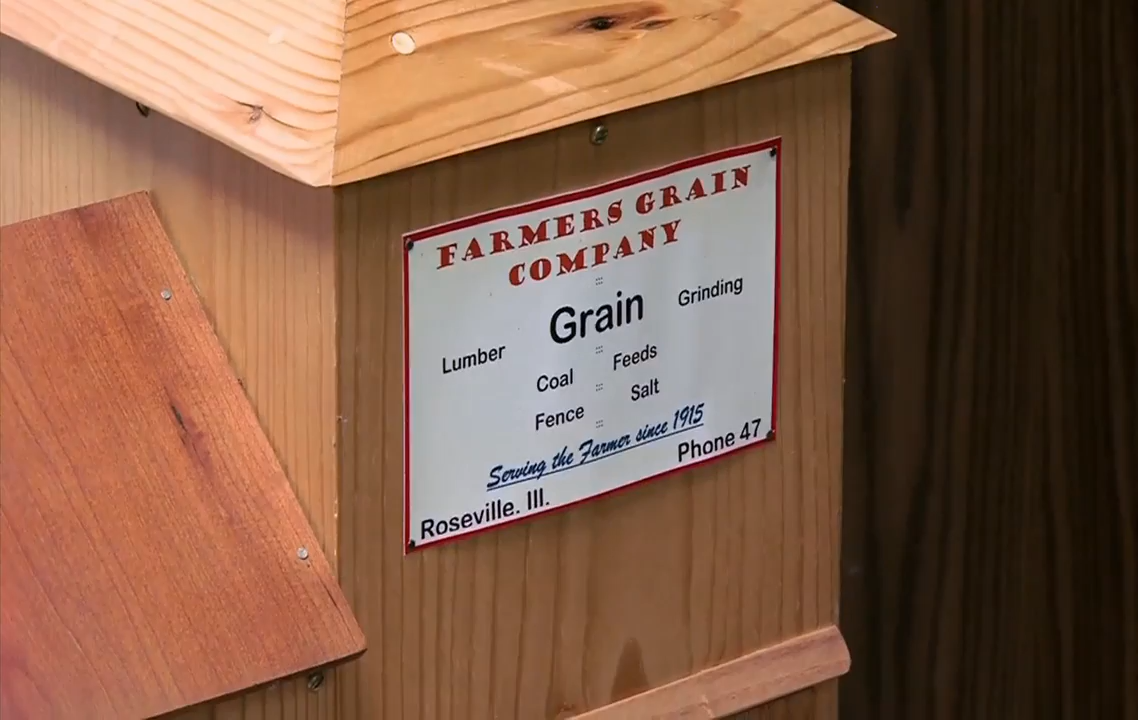 FARMERS GRAIN
COMPANY
Grain
Grinding
Lumber
Coal
Feeds
Fence
Salt
Serving the Farmer since 1915
Roseville. Ill.
Phone 47